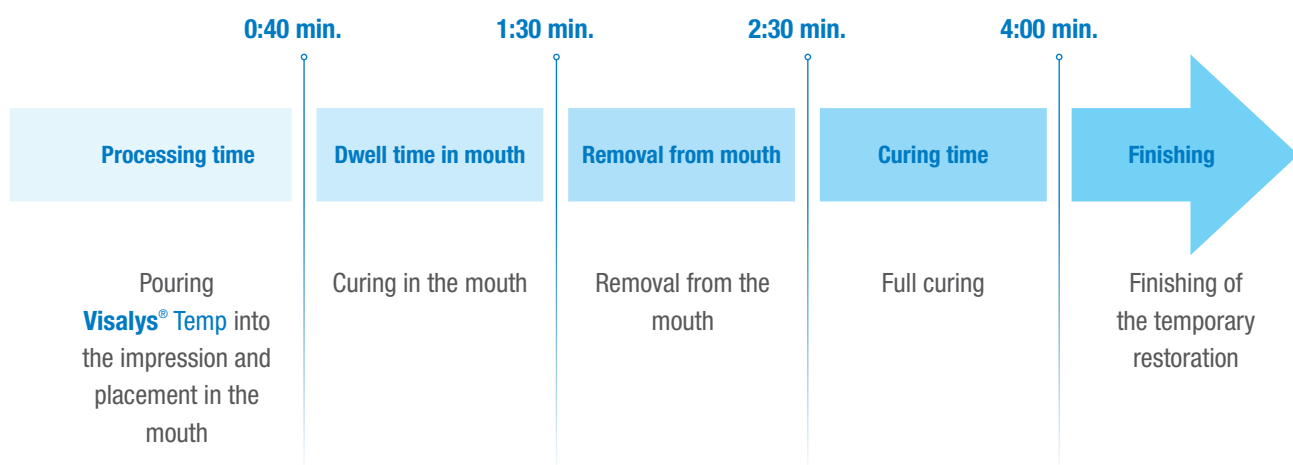 0:40 min.
1:30 min.
2:30 min.
4:00 min.
Processing time
Dwell time in mouth
Removal from mouth
Curing time
Finishing
Pouring
Visalys® Temp into
the impression and
placement in the
mouth
Curing in the mouth
Removal from the
mouth
Full curing
Finishing of
the temporary
restoration